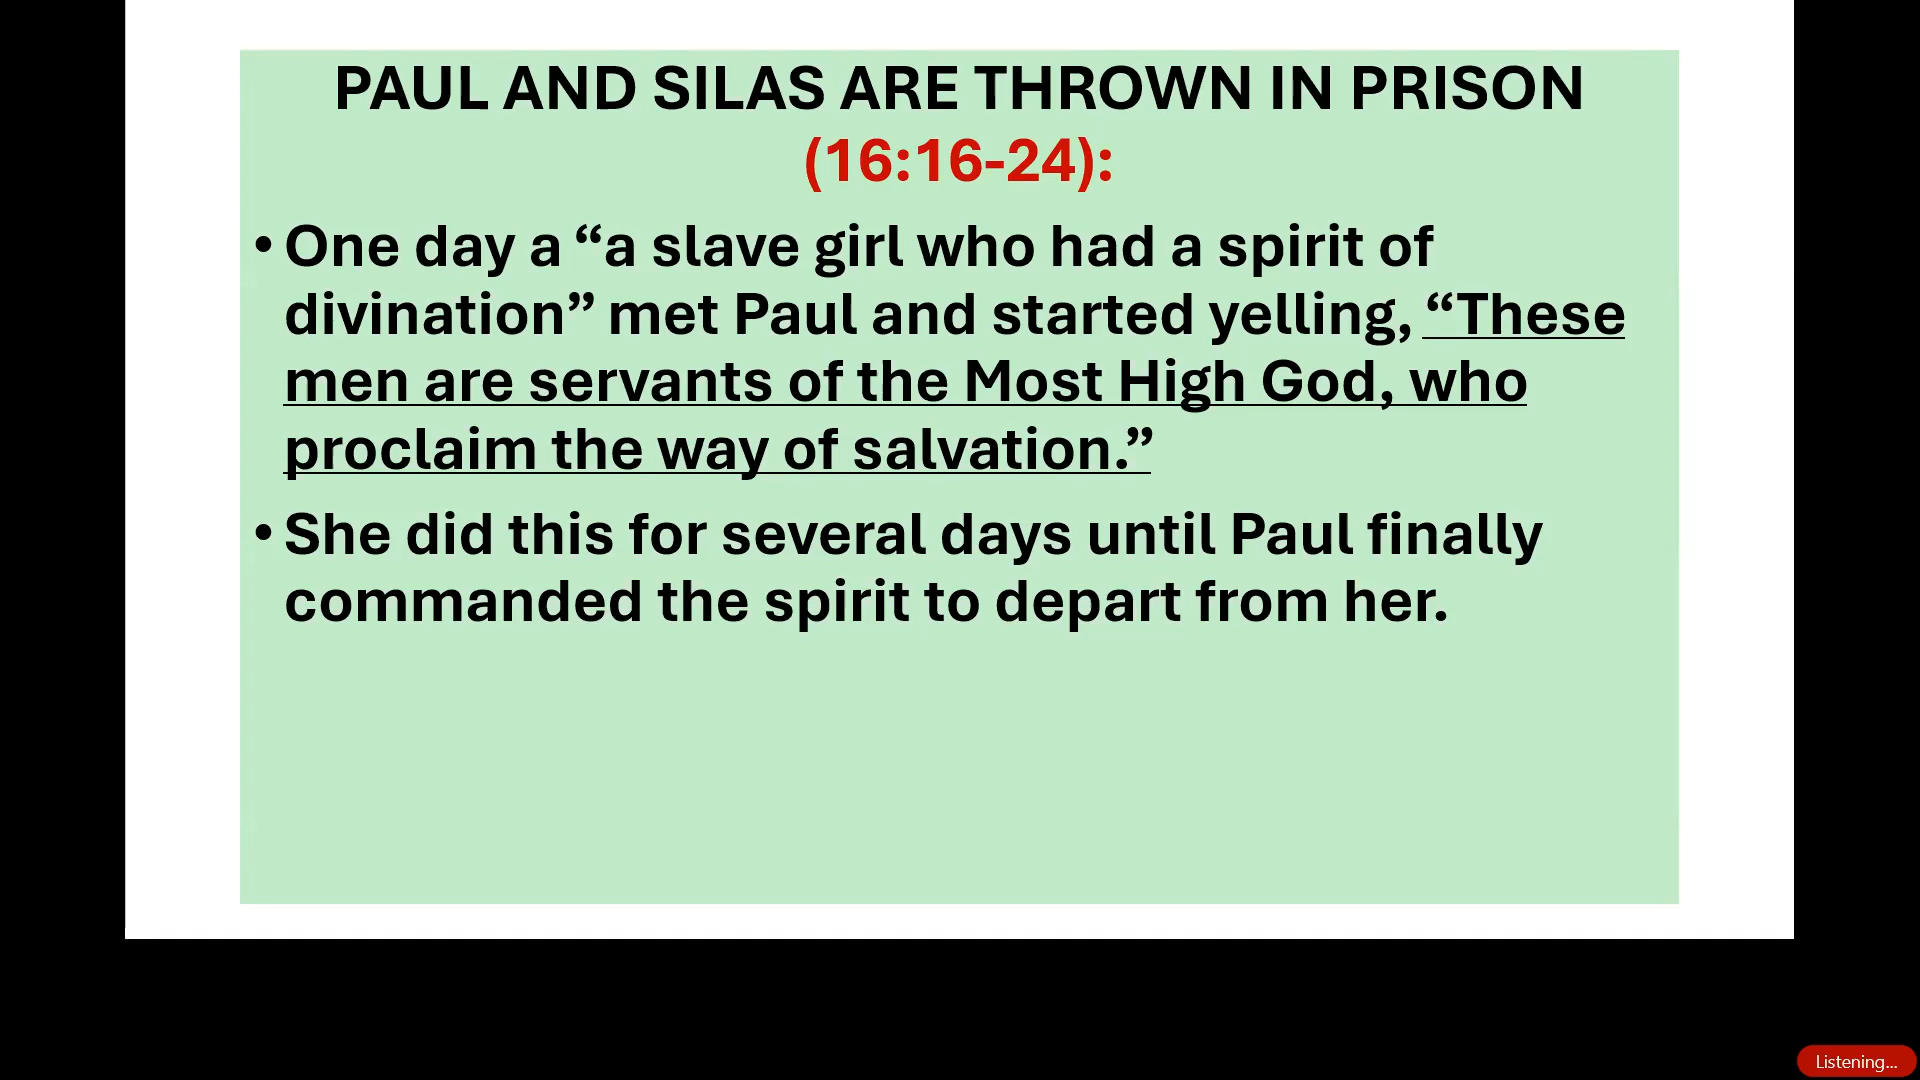 PAUL AND SILAS ARE THROWN IN PRISON
(16:16-24):
• One day a “a slave girl who had a spirit of
divination” met Paul and started yelling, “These
men are servants of the Most High God, who
proclaim the way of salvation.”
• She did this for several days until Paul finally
commanded the spirit to depart from her.
Listening...